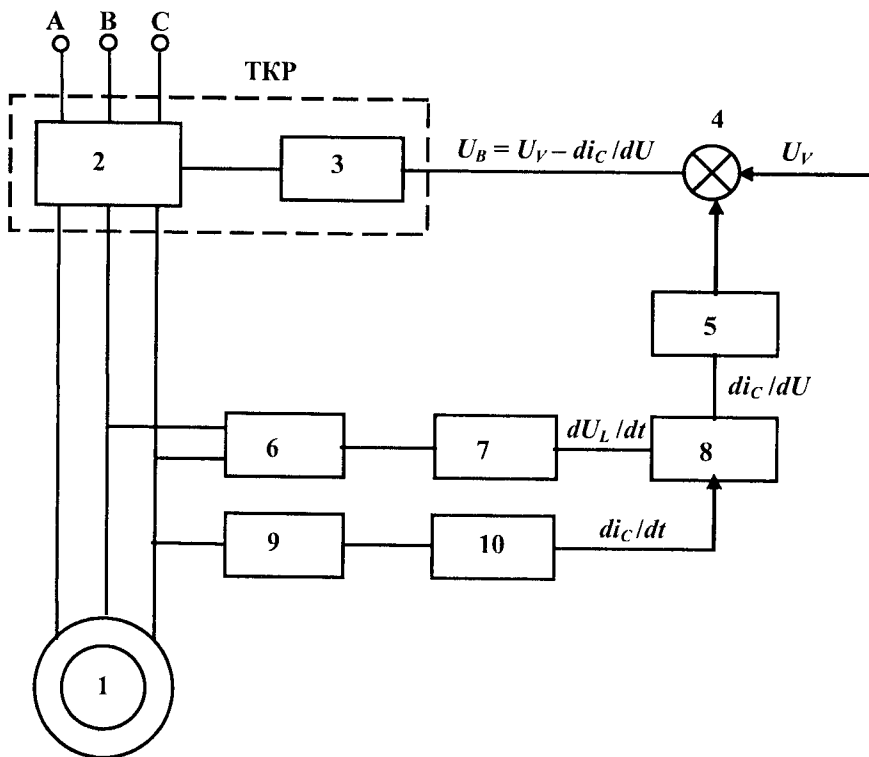 A B C
ТКР
4
2
3
U_B = U_V – di_C /dU
U_V
5
di_C /dU
6
7
dU_L /dt
8
9
10
di_C /dt
1